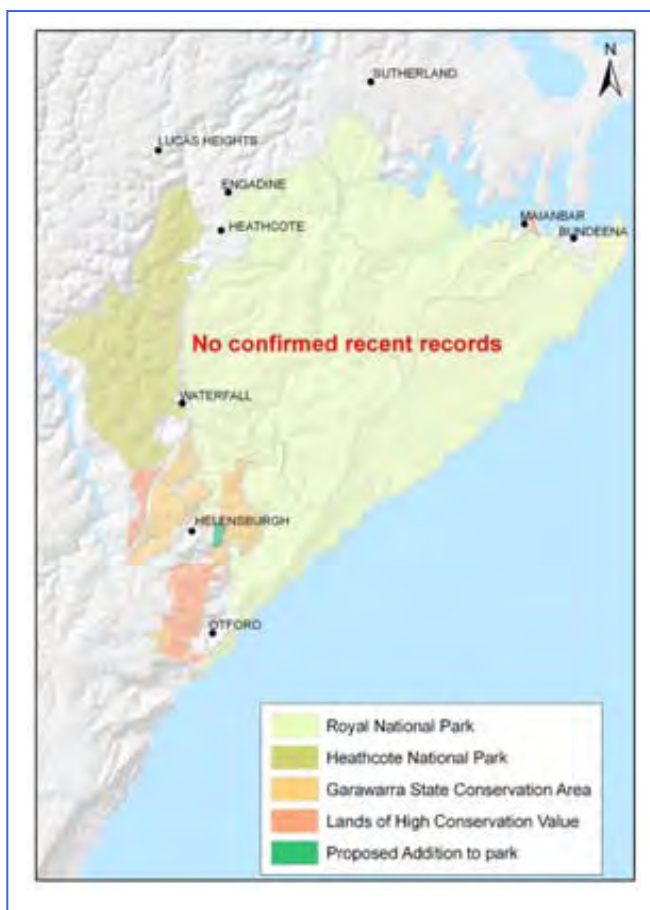 N
SUTHERLAND
LUCAS HEIGHTS
ENGADINE
HEATHCOTE
MAIANBAR
BUNDEENA
No confirmed recent records
WATERFALL
HELENSBURGH
OTFORD
Royal National Park
Heathcote National Park
Garawarra State Conservation Area
Lands of High Conservation Value
Proposed Addition to park